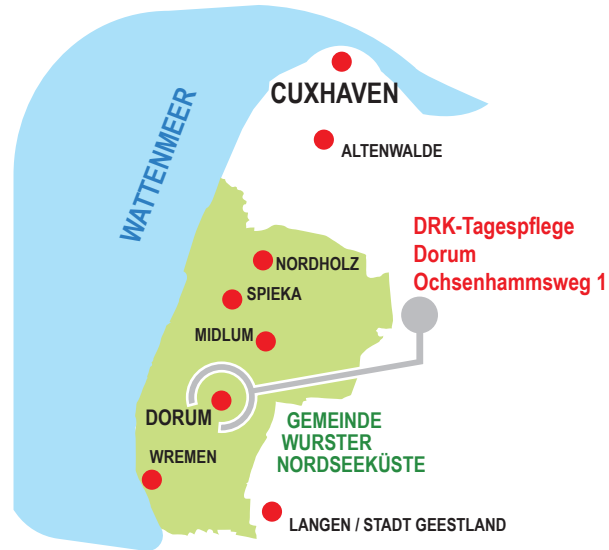 CUXHAVEN
ALTENWALDE
WATTENMEER
DRK-Tagespflege
Dorum
Ochsenhammsweg 1
NORDHOLZ
SPIEKA
MIDLUM
DORUM
GEMEINDE
WURSTER
NORDSEEKÜSTE
WREMEN
LANGEN / STADT GEESTLAND